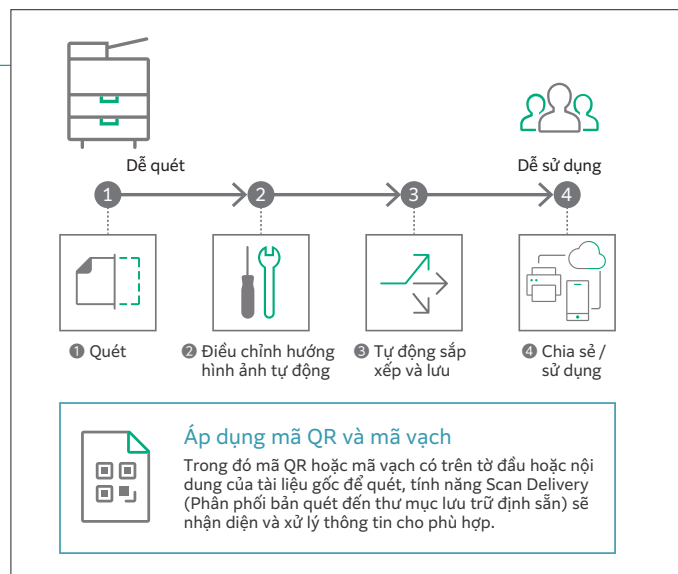 Dễ quét
Dễ sử dụng
1
2
3
4
❶ Quét
❷ Điều chỉnh hướng
hình ảnh tự động
❸ Tự động sắp
xếp và lưu
❹ Chia sẻ /
sử dụng
Áp dụng mã QR và mã vạch
Trong đó mã QR hoặc mã vạch có trên tờ đầu hoặc nội
dung của tài liệu gốc để quét, tính năng Scan Delivery
(Phân phối bản quét đến thư mục lưu trữ định sẵn) sẽ
nhận diện và xử lý thông tin cho phù hợp.